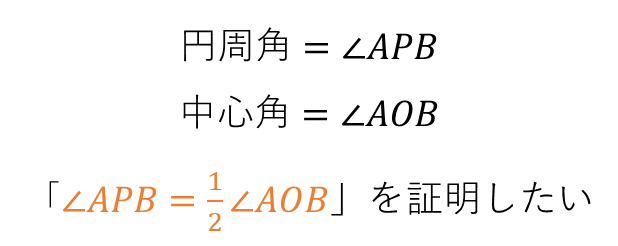 円周角 = ∠APB
中心角 = ∠AOB
「∠APB = 1/2 ∠AOB」を証明したい